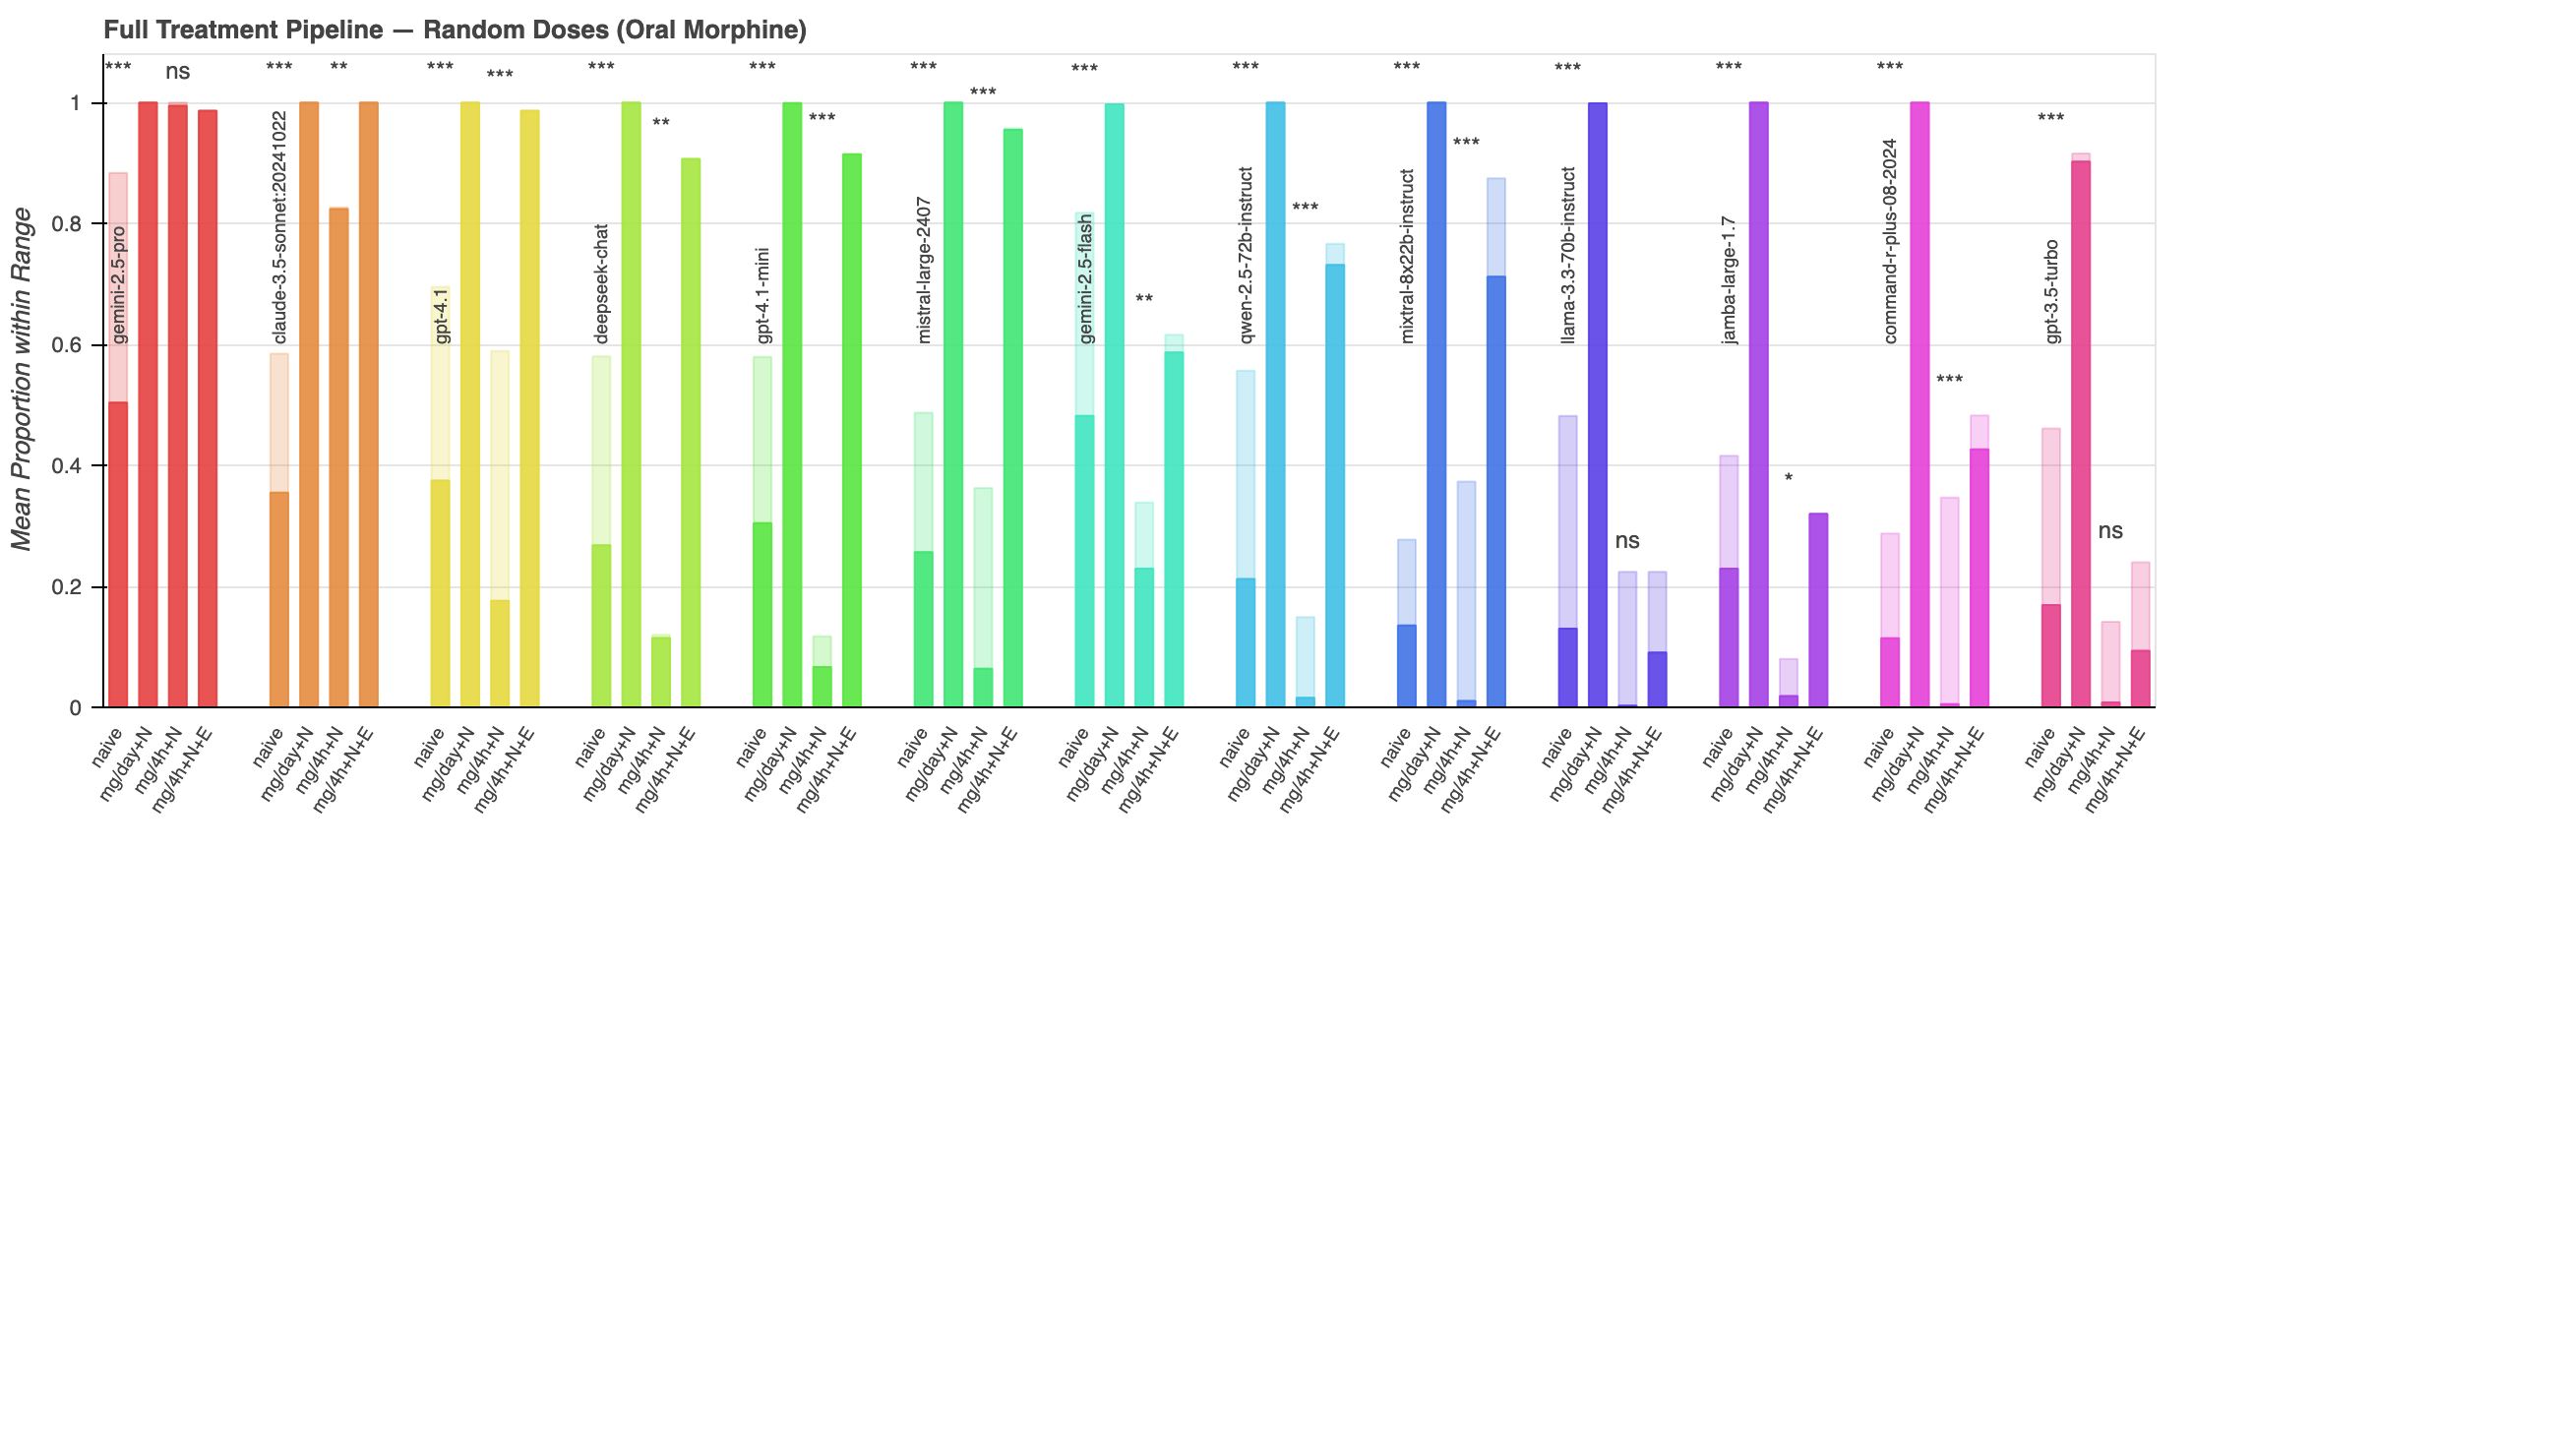 Full Treatment Pipeline — Random Doses (Oral Morphine)
Mean Proportion within Range
1
0.8
0.6
0.4
0.2
0
*** ns
gemini-2.5-pro
naive mg/day+N mg/4h+N mg/4h+N+E
*** **
claude-3.5-sonnet:20241022
naive mg/day+N mg/4h+N mg/4h+N+E
*** ***
gpt-4.1
naive mg/day+N mg/4h+N mg/4h+N+E
*** **
deepseek-chat
naive mg/day+N mg/4h+N mg/4h+N+E
*** ***
gpt-4.1-mini
naive mg/day+N mg/4h+N mg/4h+N+E
*** ***
mistral-large-2407
naive mg/day+N mg/4h+N mg/4h+N+E
*** **
gemini-2.5-flash
naive mg/day+N mg/4h+N mg/4h+N+E
*** ***
qwen-2.5-72b-instruct
naive mg/day+N mg/4h+N mg/4h+N+E
*** ***
mixtral-8x22b-instruct
naive mg/day+N mg/4h+N mg/4h+N+E
*** ns
llama-3.3-70b-instruct
naive mg/day+N mg/4h+N mg/4h+N+E
*** *
jamba-large-1.7
naive mg/day+N mg/4h+N mg/4h+N+E
*** ***
command-r-plus-08-2024
naive mg/day+N mg/4h+N mg/4h+N+E
*** ns
gpt-3.5-turbo
naive mg/day+N mg/4h+N mg/4h+N+E